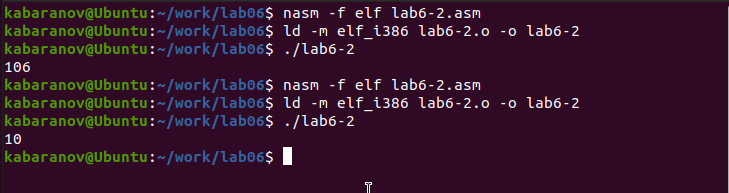 kabaranov@Ubuntu:~/work/lab06$ nasm -f elf lab6-2.asm
kabaranov@Ubuntu:~/work/lab06$ ld -m elf_i386 lab6-2.o -o lab6-2
kabaranov@Ubuntu:~/work/lab06$ ./lab6-2
106
kabaranov@Ubuntu:~/work/lab06$ nasm -f elf lab6-2.asm
kabaranov@Ubuntu:~/work/lab06$ ld -m elf_i386 lab6-2.o -o lab6-2
kabaranov@Ubuntu:~/work/lab06$ ./lab6-2
10
kabaranov@Ubuntu:~/work/lab06$